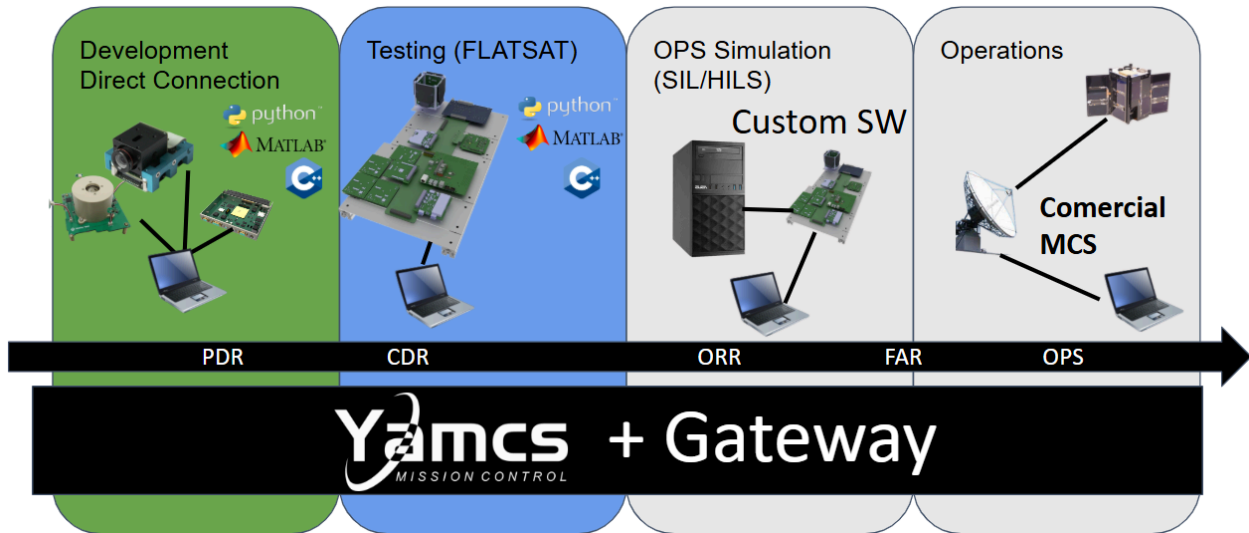 Development
Direct Connection
python
MATLAB
C++
Testing (FLATSAT)
python
MATLAB
C++
OPS Simulation
(SIL/HILS)
Custom SW
Operations
Comercial
MCS
PDR
CDR
ORR
FAR
OPS
Yamcs + Gateway
MISSION CONTROL